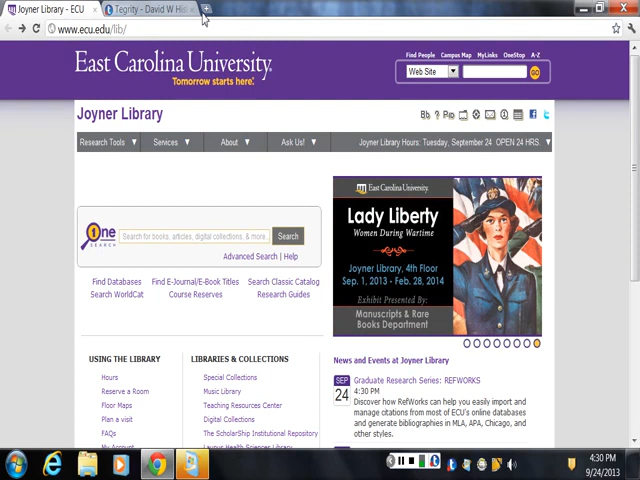 Joyner Library - ECU
Tegrity - David W His
www.ecu.edu/lib/
East Carolina University.
Tomorrow starts here.
Find People Campus Map MyLinks OneStop A-Z
Web Site
GO
Joyner Library
Research Tools ▼ Services ▼ About ▼ Ask Us! ▼ Joyner Library Hours: Tuesday, September 24 OPEN 24 HRS ▼
One SEARCH
Search for books, articles, digital collections, & more.
Search
Advanced Search | Help
Find Databases Find E-Journal/E-Book Titles Search Classic Catalog
Search WorldCat Course Reserves Research Guides
East Carolina University.
Lady Liberty
Women During Wartime
Joyner Library, 4th Floor
Sep. 1, 2013 - Feb. 28, 2014
Exhibit Presented By:
Manuscripts & Rare
Books Department
USING THE LIBRARY
Hours
Reserve a Room
Floor Maps
Plan a visit
FAQs
My Account
LIBRARIES & COLLECTIONS
Special Collections
Music Library
Teaching Resources Center
Digital Collections
The ScholarShip Institutional Repository
Laupus Health Sciences Library
News and Events at Joyner Library
SEP
24
Graduate Research Series: REFWORKS
4:30 PM
Discover how RefWorks can help you easily import and
manage citations from most of ECU's online databases
and generate bibliographies in MLA, APA, Chicago, and
other styles.
4:30 PM
9/24/2013